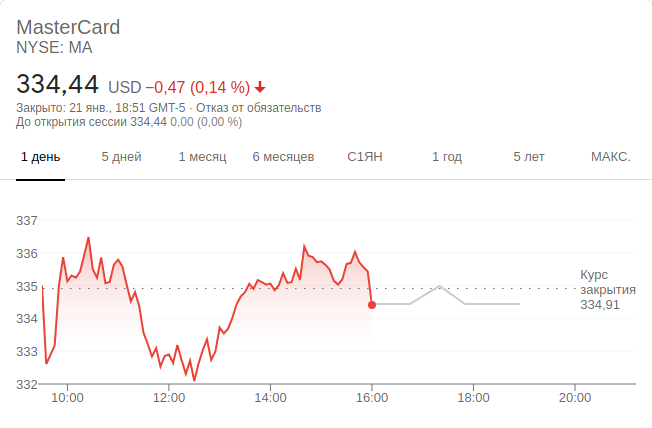 MasterCard
NYSE: MA
334,44 USD −0,47 (0,14 %)
Закрыто: 21 янв., 18:51 GMT-5 · Отказ от обязательств
До открытия сессии 334,44 0,00 (0,00 %)
1 день 5 дней 1 месяц 6 месяцев С1ЯН 1 год 5 лет МАКС.
337
336
335
334
333
332
Курс
закрытия
334,91
10:00 12:00 14:00 16:00 18:00 20:00